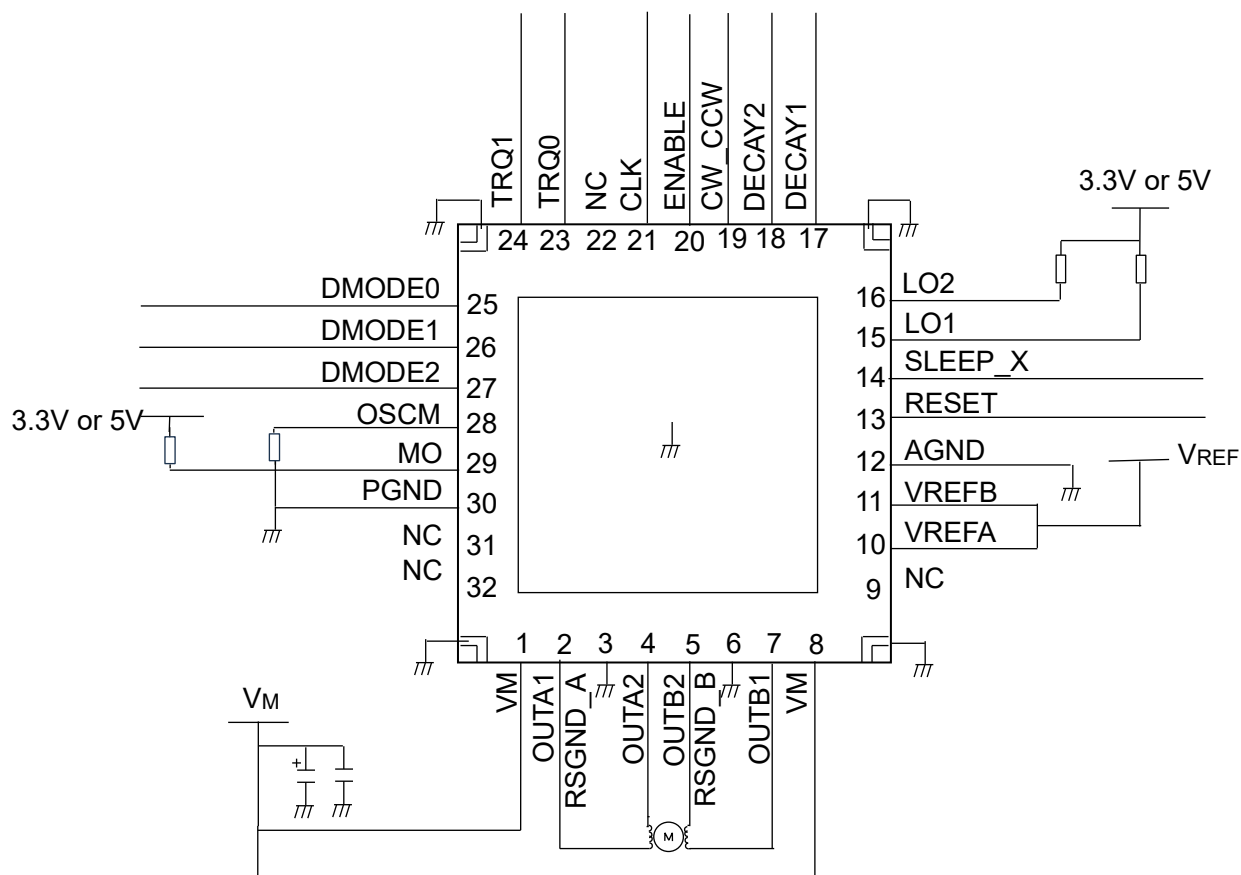 TRQ1
TRQ0
NC
CLK
ENABLE
CW_CCW
DECAY2
DECAY1
24
23
22
21
20
19
18
17
3.3V or 5V
DMODE0
25
DMODE1
26
DMODE2
27
3.3V or 5V
OSCM
28
MO
29
PGND
30
NC
31
NC
32
16
LO2
15
LO1
14
SLEEP_X
13
RESET
12
AGND
VREF
11
VREFB
10
VREFA
9
NC
1
2
3
4
5
6
7
8
VM
OUTA1
RSGND_A
OUTA2
OUTB2
RSGND_B
OUTB1
VM
VM
+
M